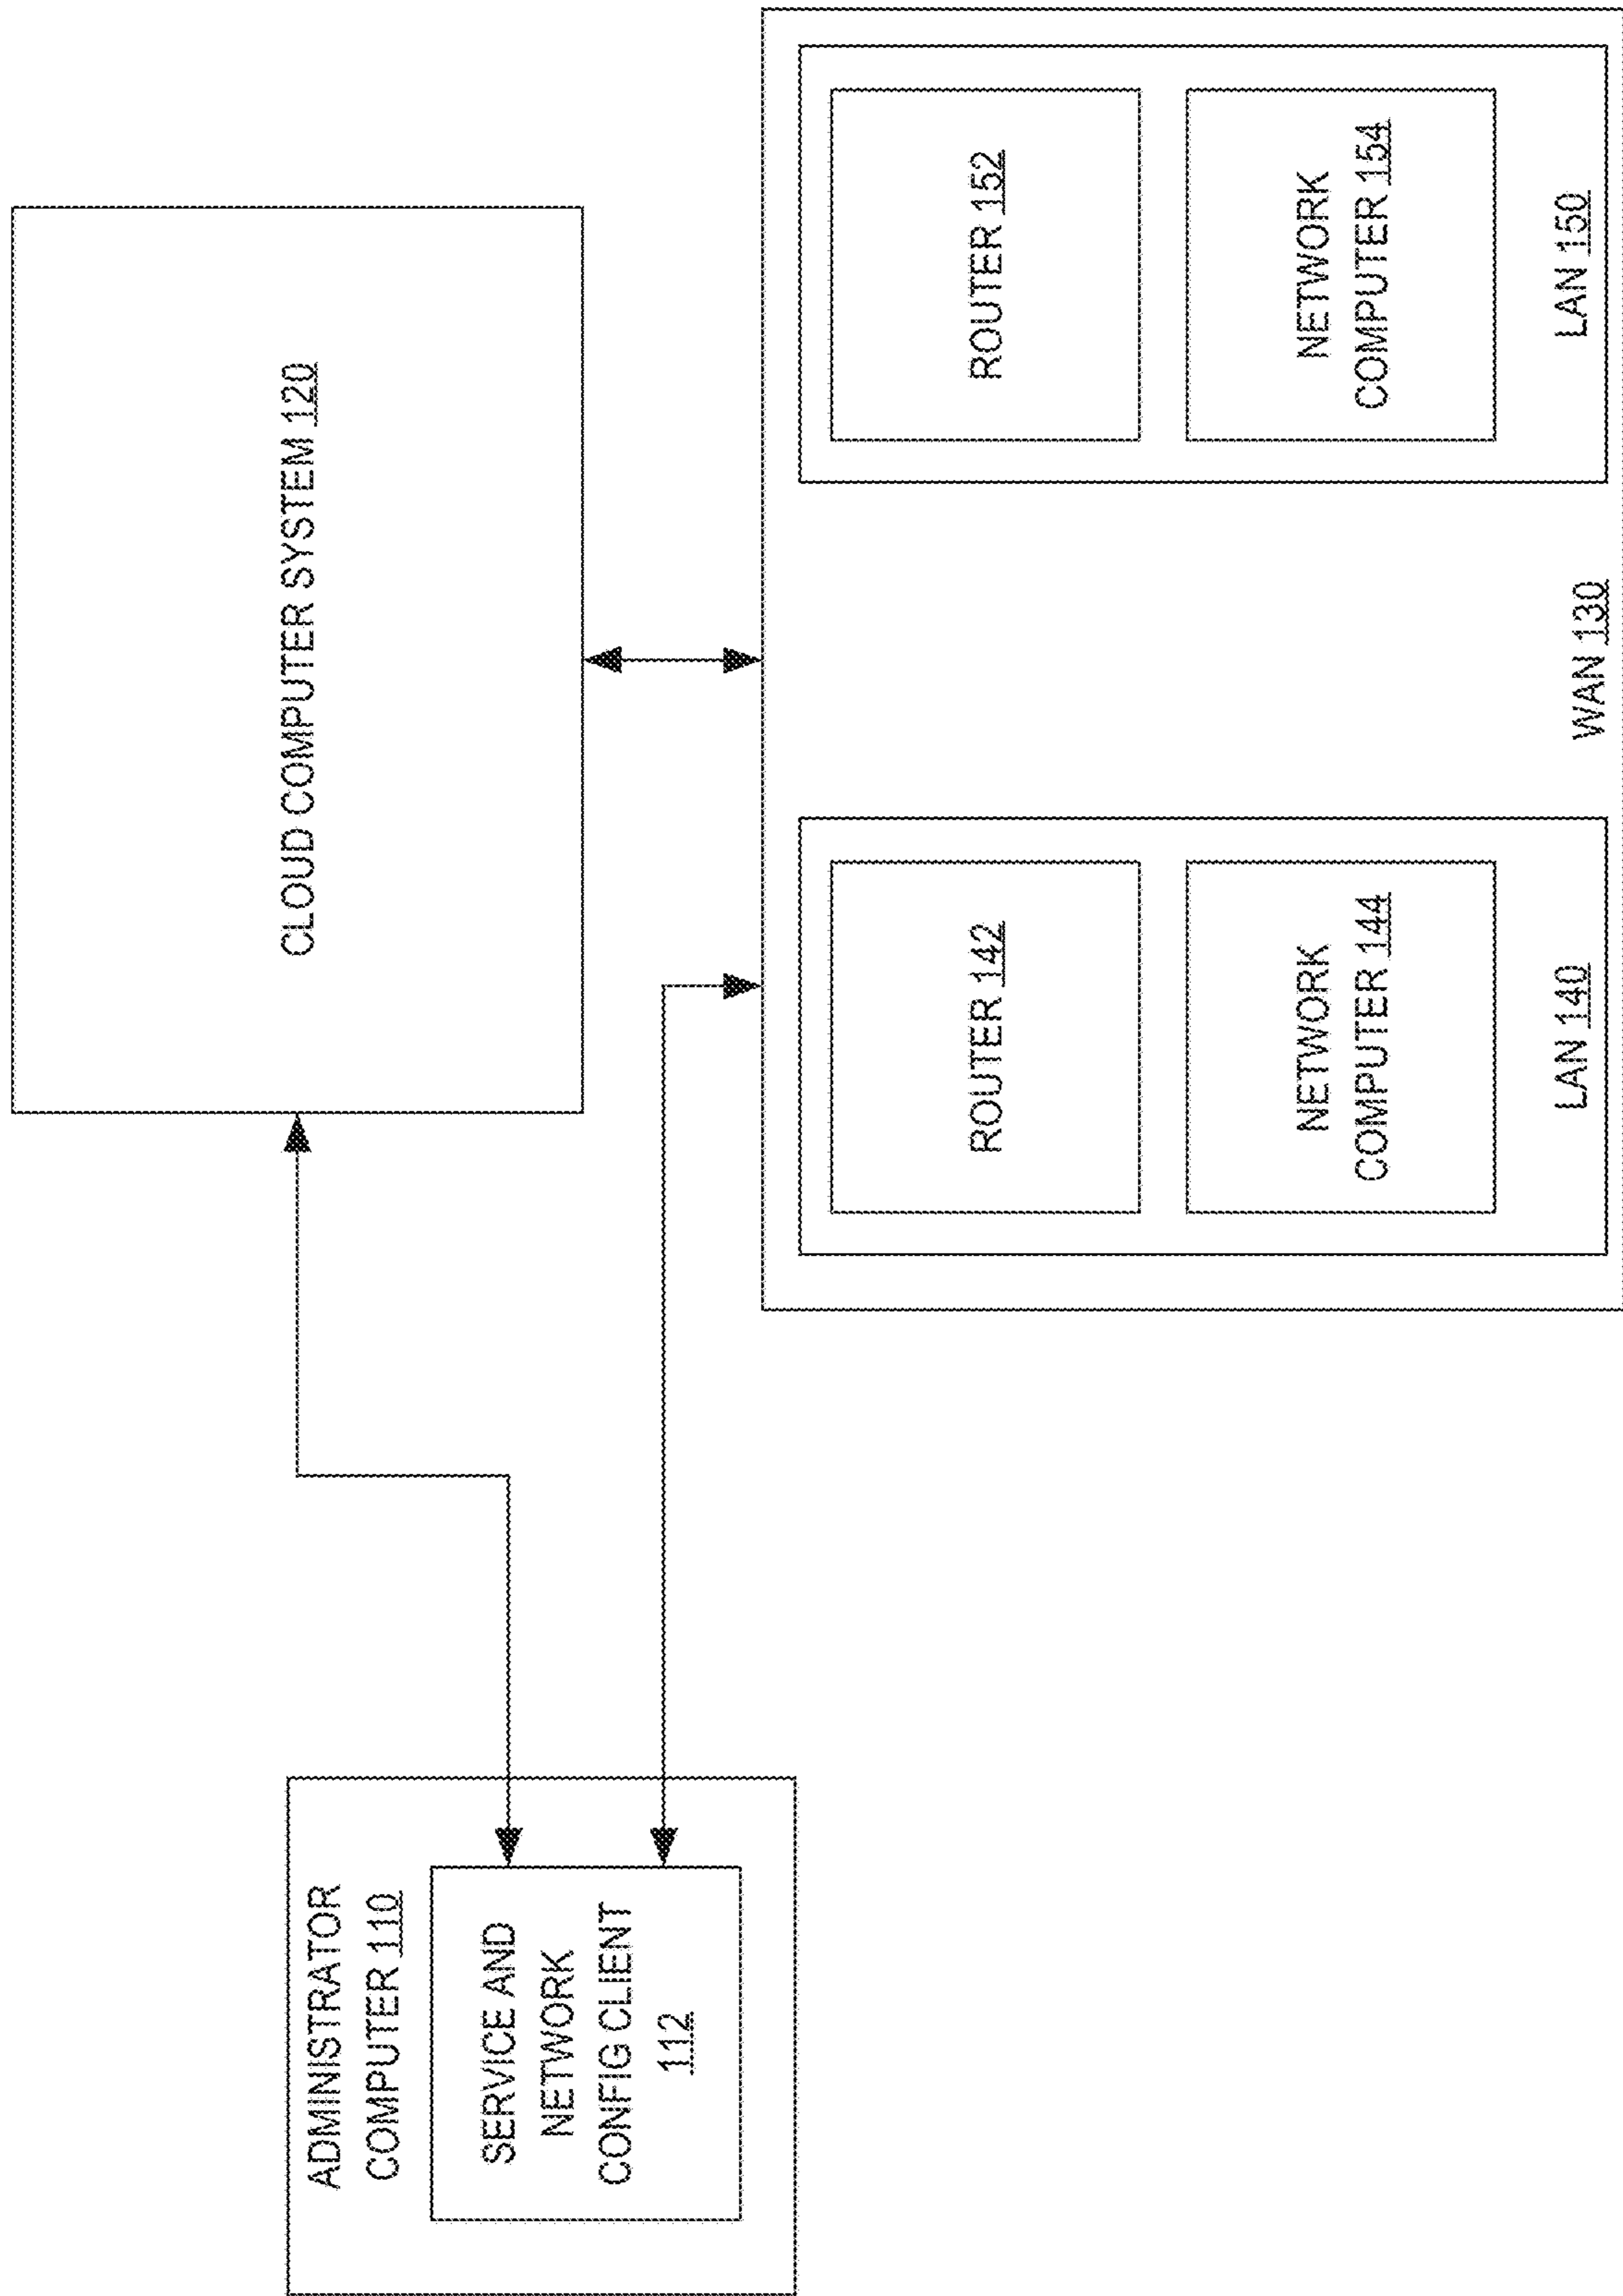 ADMINISTRATOR
COMPUTER 110
SERVICE AND
NETWORK
CONFIG CLIENT
112
CLOUD COMPUTER SYSTEM 120
ROUTER 142
NETWORK
COMPUTER 144
LAN 140
ROUTER 152
NETWORK
COMPUTER 154
LAN 150
WAN 130